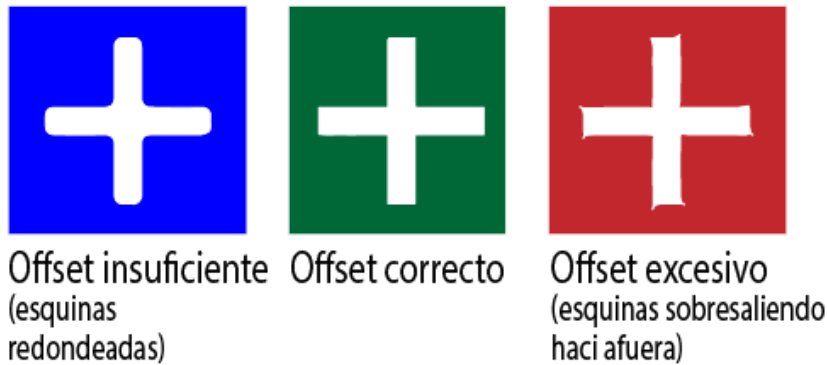 Offset insuficiente
(esquinas
redondeadas)
Offset correcto
Offset excesivo
(esquinas sobresaliendo
haci afuera)